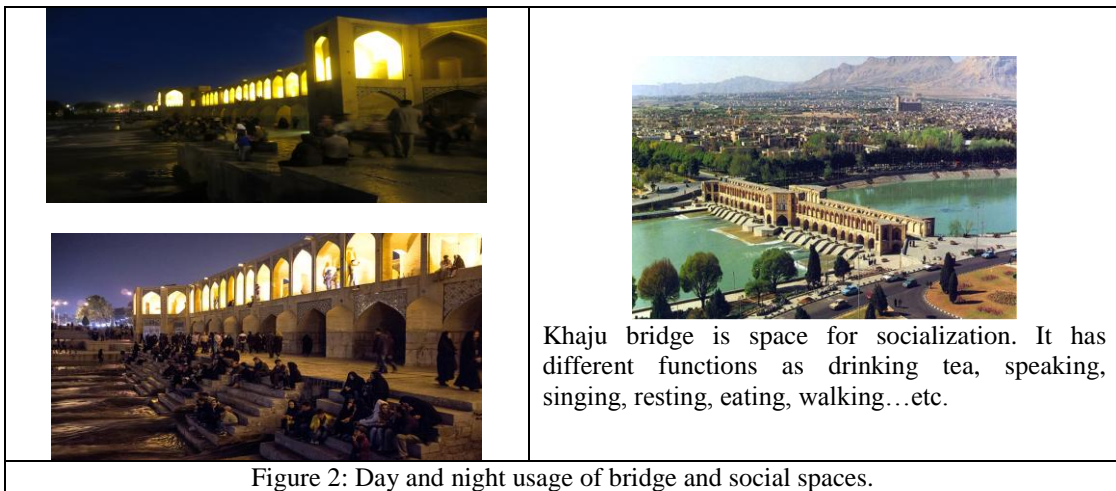 Khaju bridge is space for socialization. It has
different functions as drinking tea, speaking,
singing, resting, eating, walking…etc.
Figure 2: Day and night usage of bridge and social spaces.